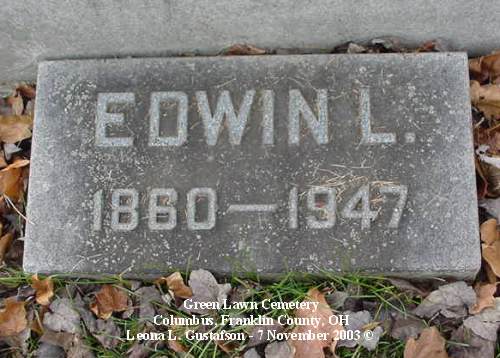 EDWIN L.
1860—1947
Green Lawn Cemetery
Columbus, Franklin County, OH
Leona L. Gustafson - 7 November 2003 ©